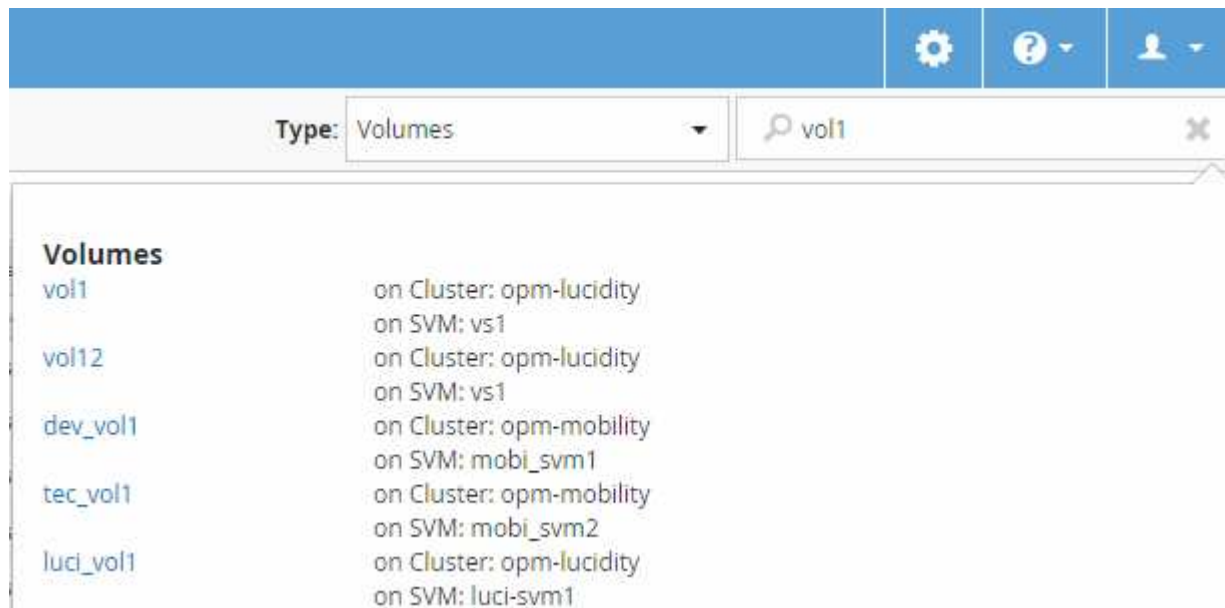 Type: Volumes vol1
Volumes
vol1 on Cluster: opm-lucidity
on SVM: vs1
vol12 on Cluster: opm-lucidity
on SVM: vs1
dev_vol1 on Cluster: opm-mobility
on SVM: mobi_svm1
tec_vol1 on Cluster: opm-mobility
on SVM: mobi_svm2
luci_vol1 on Cluster: opm-lucidity
on SVM: luci-svm1